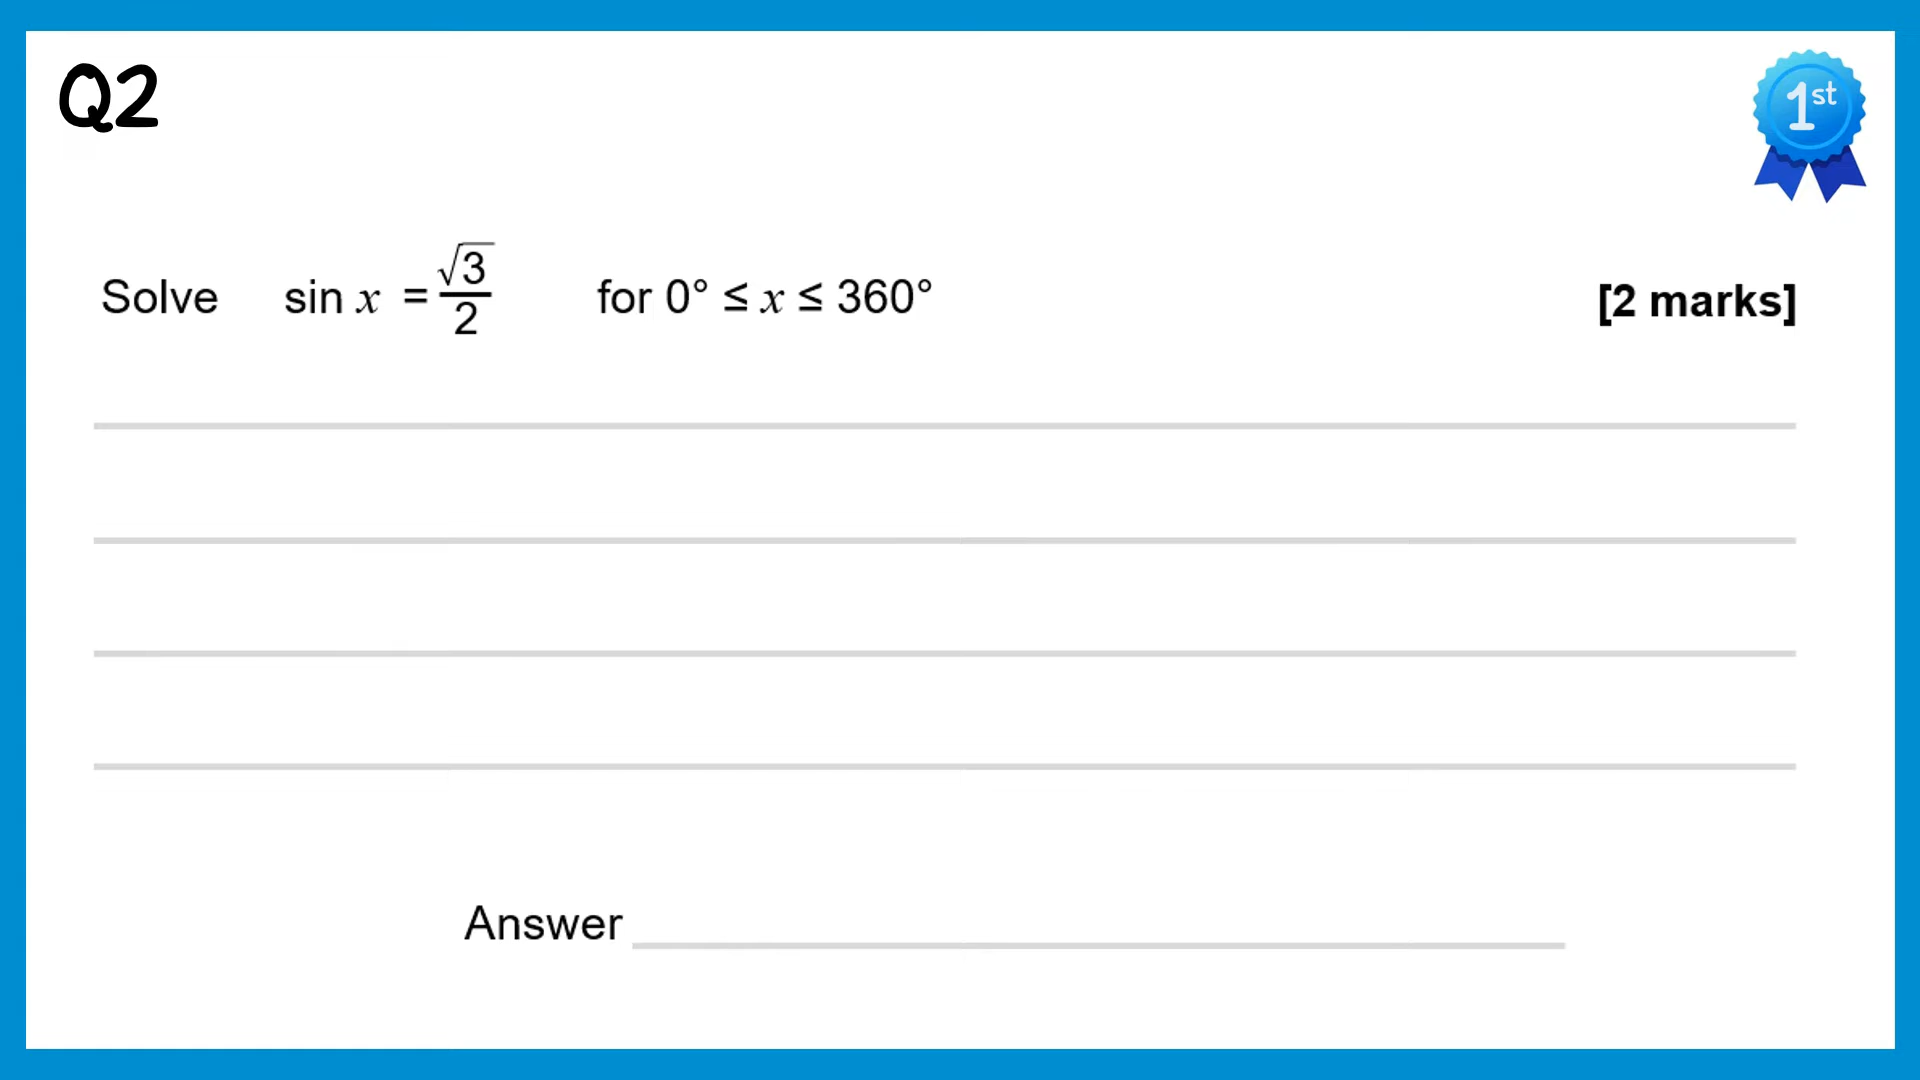 Q2
1st
Solve sin x = √3/2 for 0° ≤ x ≤ 360° [2 marks]
Answer